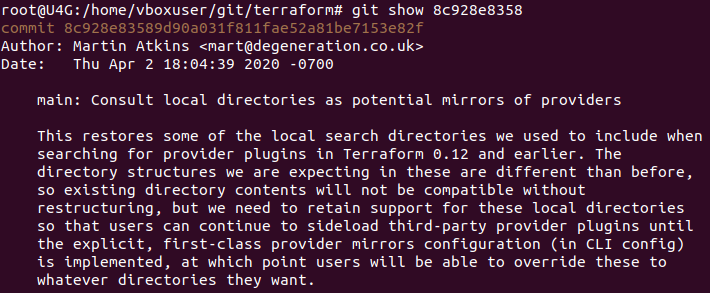 root@U4G:/home/vboxuser/git/terraform# git show 8c928e8358
commit 8c928e83589d90a031f811fae52a81be7153e82f
Author: Martin Atkins <mart@degeneration.co.uk>
Date:   Thu Apr 2 18:04:39 2020 -0700
main: Consult local directories as potential mirrors of providers
This restores some of the local search directories we used to include when
searching for provider plugins in Terraform 0.12 and earlier. The
directory structures we are expecting in these are different than before,
so existing directory contents will not be compatible without
restructuring, but we need to retain support for these local directories
so that users can continue to sideload third-party provider plugins until
the explicit, first-class provider mirrors configuration (in CLI config)
is implemented, at which point users will be able to override these to
whatever directories they want.